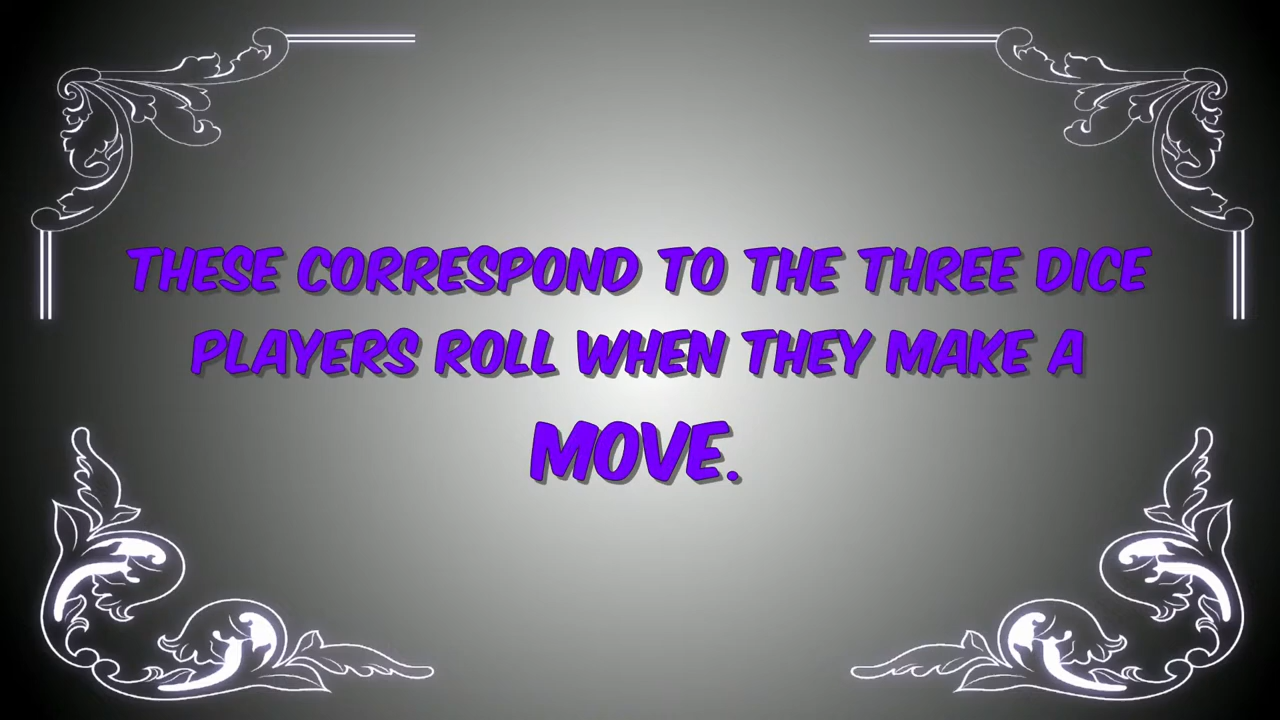 THESE CORRESPOND TO THE THREE DICE
PLAYERS ROLL WHEN THEY MAKE A
MOVE.